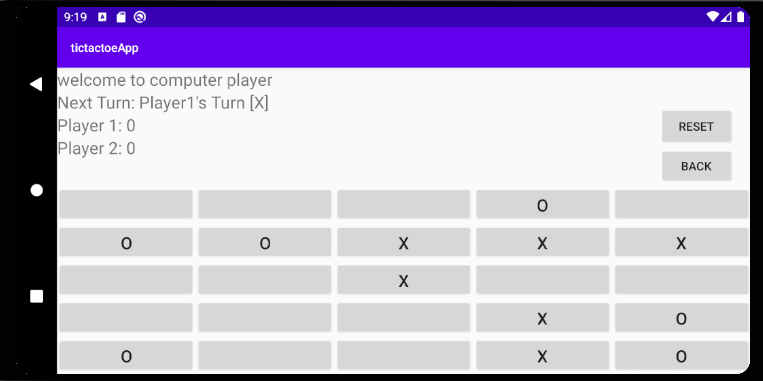 9:19
tictactoeApp
welcome to computer player
Next Turn: Player1's Turn [X]
Player 1: 0
RESET
Player 2: 0
BACK
O
O O X X X
X
X O
O X O